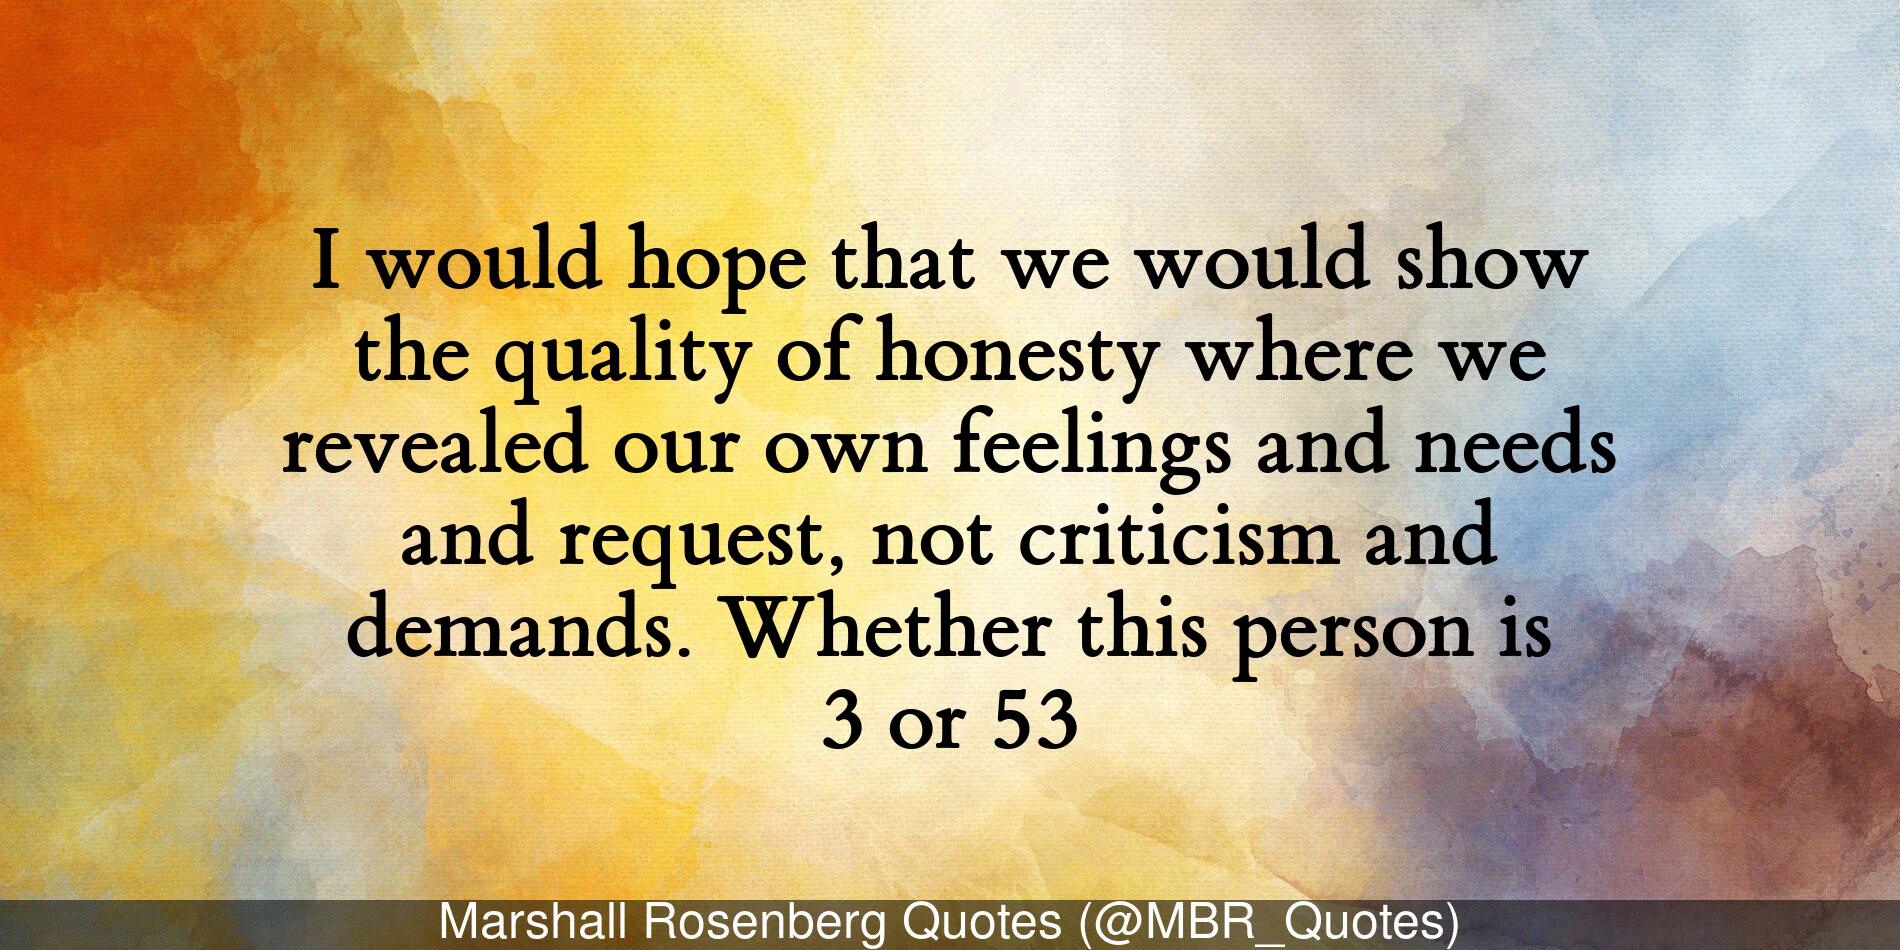 I would hope that we would show
the quality of honesty where we
revealed our own feelings and needs
and request, not criticism and
demands. Whether this person is
3 or 53
Marshall Rosenberg Quotes (@MBR_Quotes)